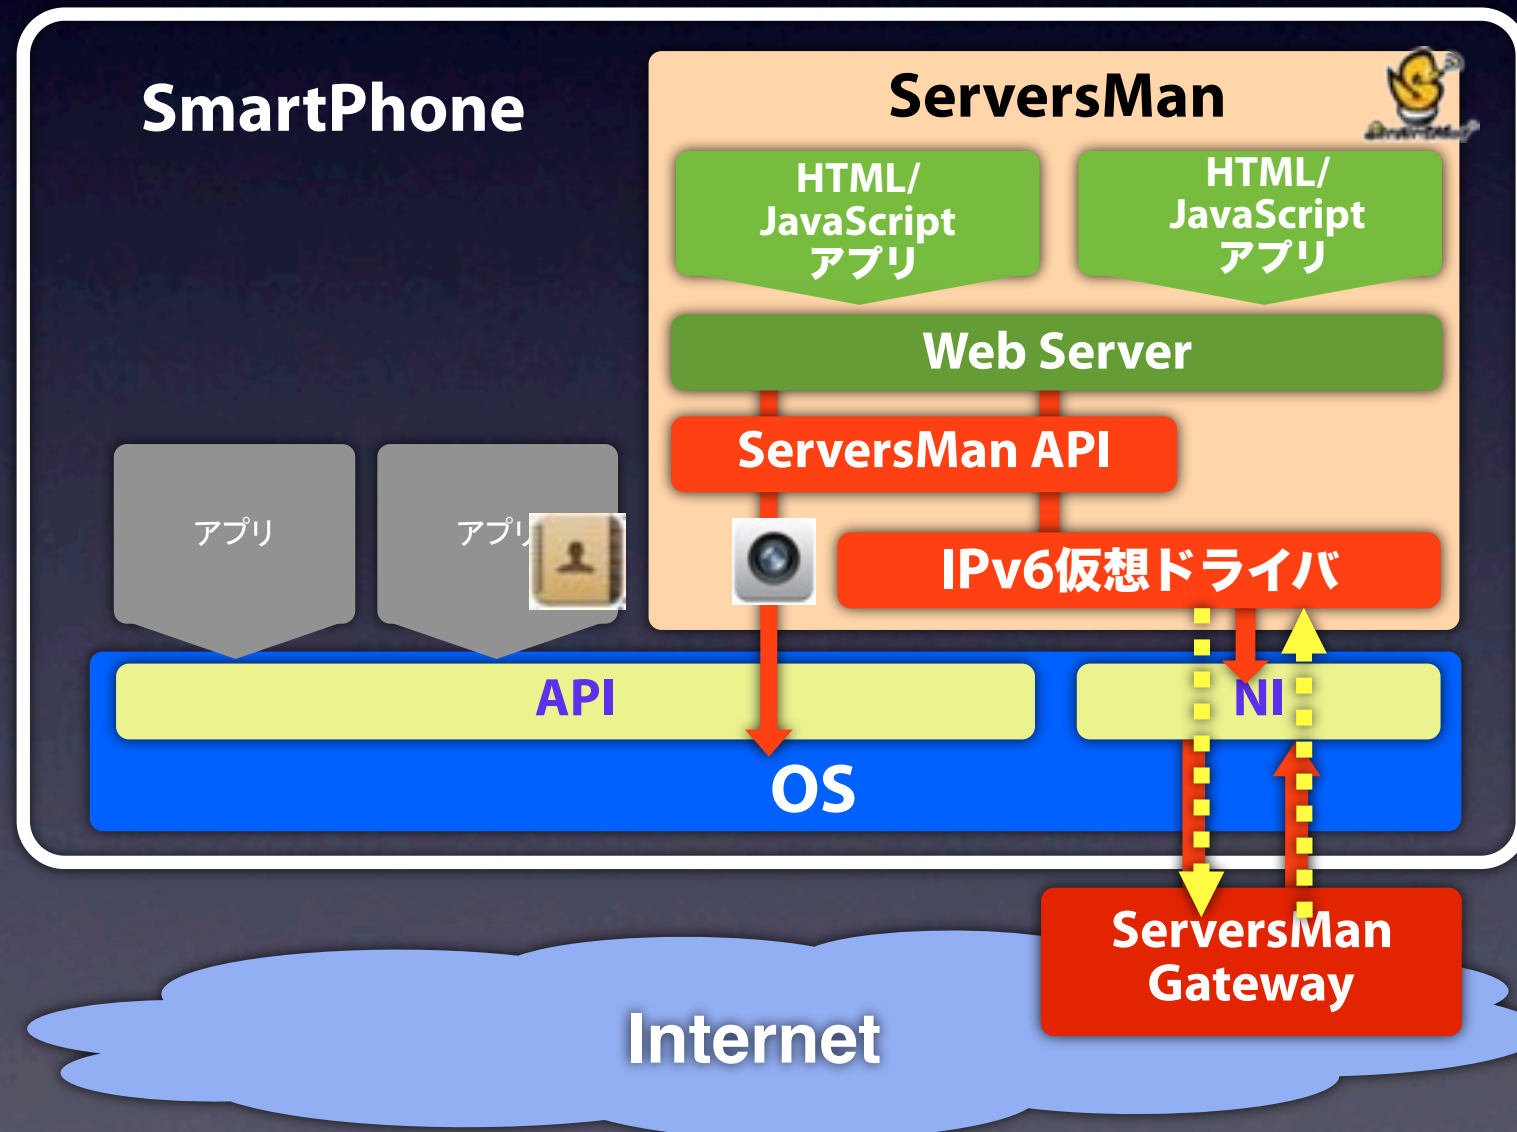 SmartPhone
ServersMan
HTML/
JavaScript
アプリ
HTML/
JavaScript
アプリ
Web Server
ServersMan API
アプリ
アプリ
IPv6仮想ドライバ
API
NI
OS
ServersMan
Gateway
Internet